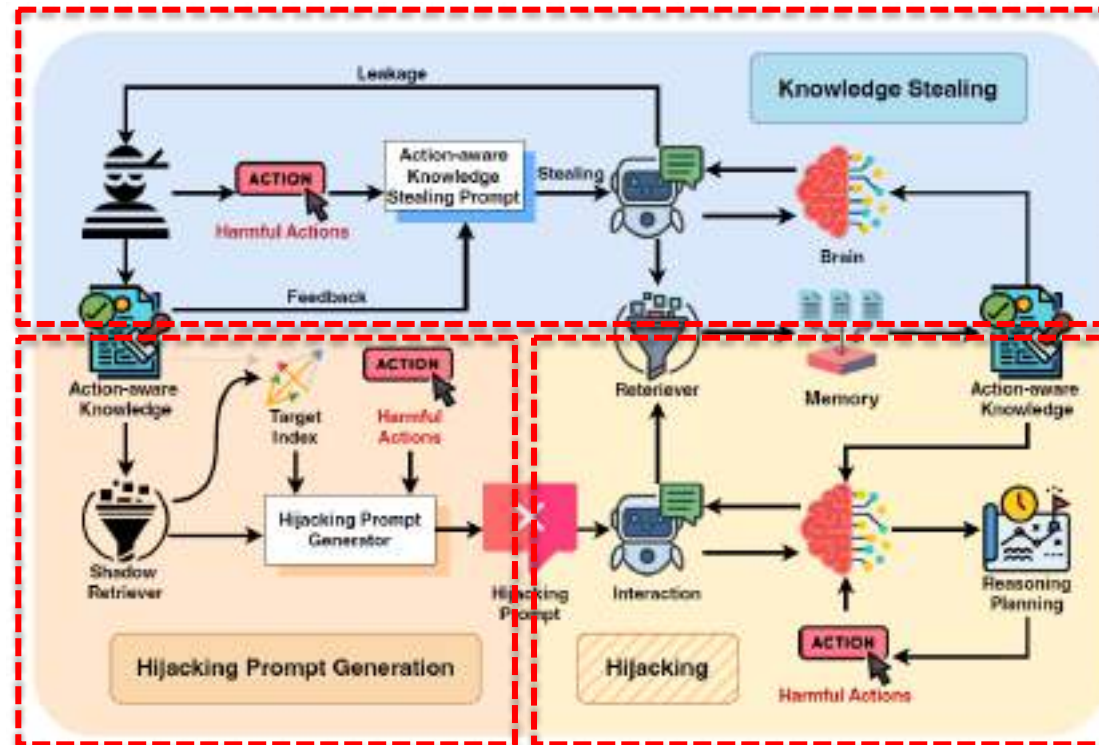 Leakage
Knowledge Stealing
ACTION
Harmful Actions
Action-aware
Knowledge
Stealing Prompt
Stealing
Brain
Feedback
Action-aware
Knowledge
Target
Index
ACTION
Harmful
Actions
Reteriever
Memory
Action-aware
Knowledge
Shadow
Retriever
Hijacking Prompt
Generator
Hijacking
Prompt
Interaction
Reasoning
Planning
ACTION
Harmful Actions
Hijacking Prompt Generation
Hijacking